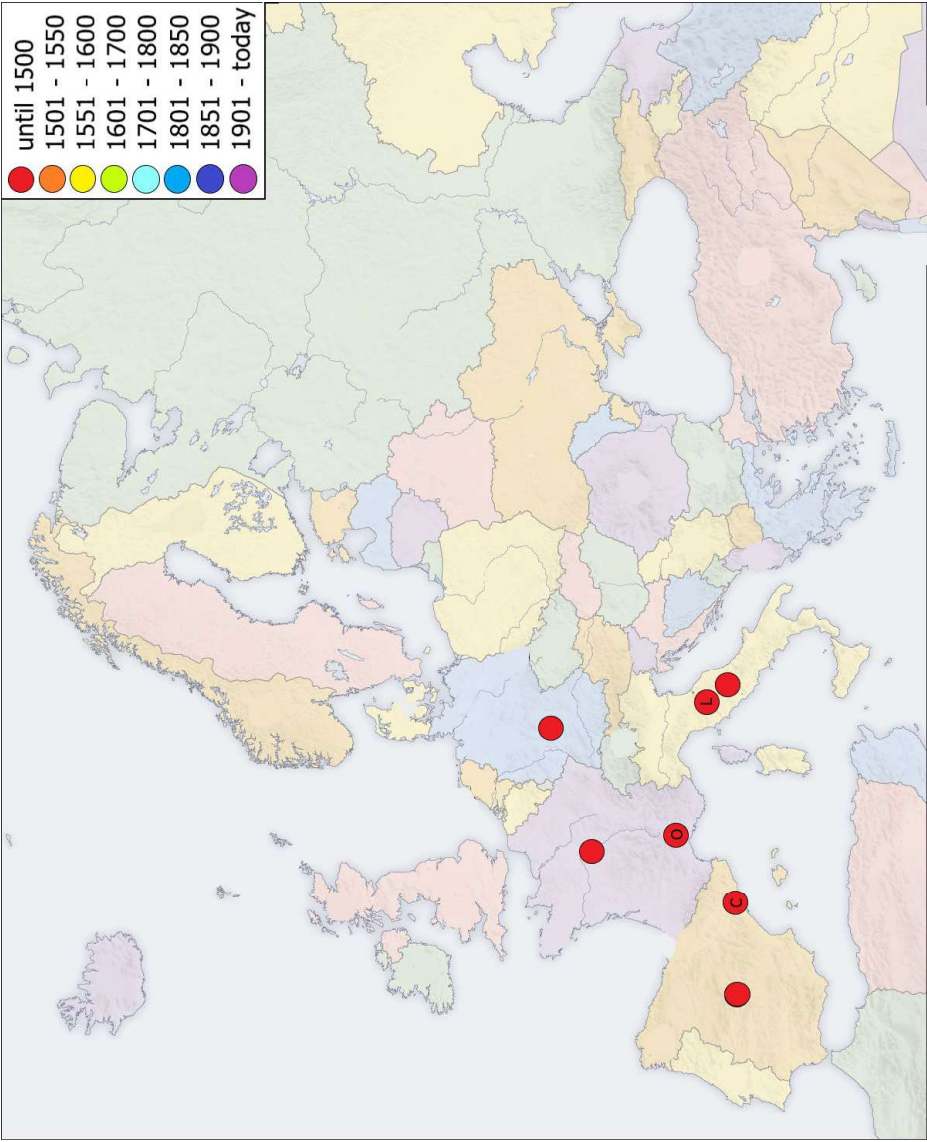 until 1500
1501 - 1550
1551 - 1600
1601 - 1700
1701 - 1800
1801 - 1850
1851 - 1900
1901 - today
L
O
C